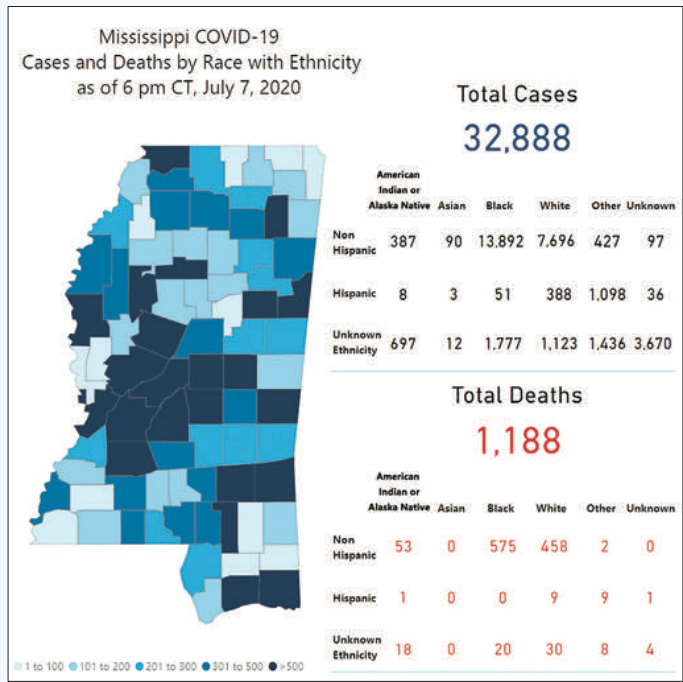 Mississippi COVID-19
Cases and Deaths by Race with Ethnicity
as of 6 pm CT, July 7, 2020
Total Cases
32,888
American
Indian or
Alaska Native Asian Black White Other Unknown
Non
Hispanic 387 90 13,892 7,696 427 97
Hispanic 8 3 51 388 1,098 36
Unknown
Ethnicity 697 12 1,777 1,123 1,436 3,670
Total Deaths
1,188
American
Indian or
Alaska Native Asian Black White Other Unknown
Non
Hispanic 53 0 575 458 2 0
Hispanic 1 0 0 9 9 1
Unknown
Ethnicity 18 0 20 30 8 4
1 to 100 101 to 200 201 to 300 301 to 500 >500